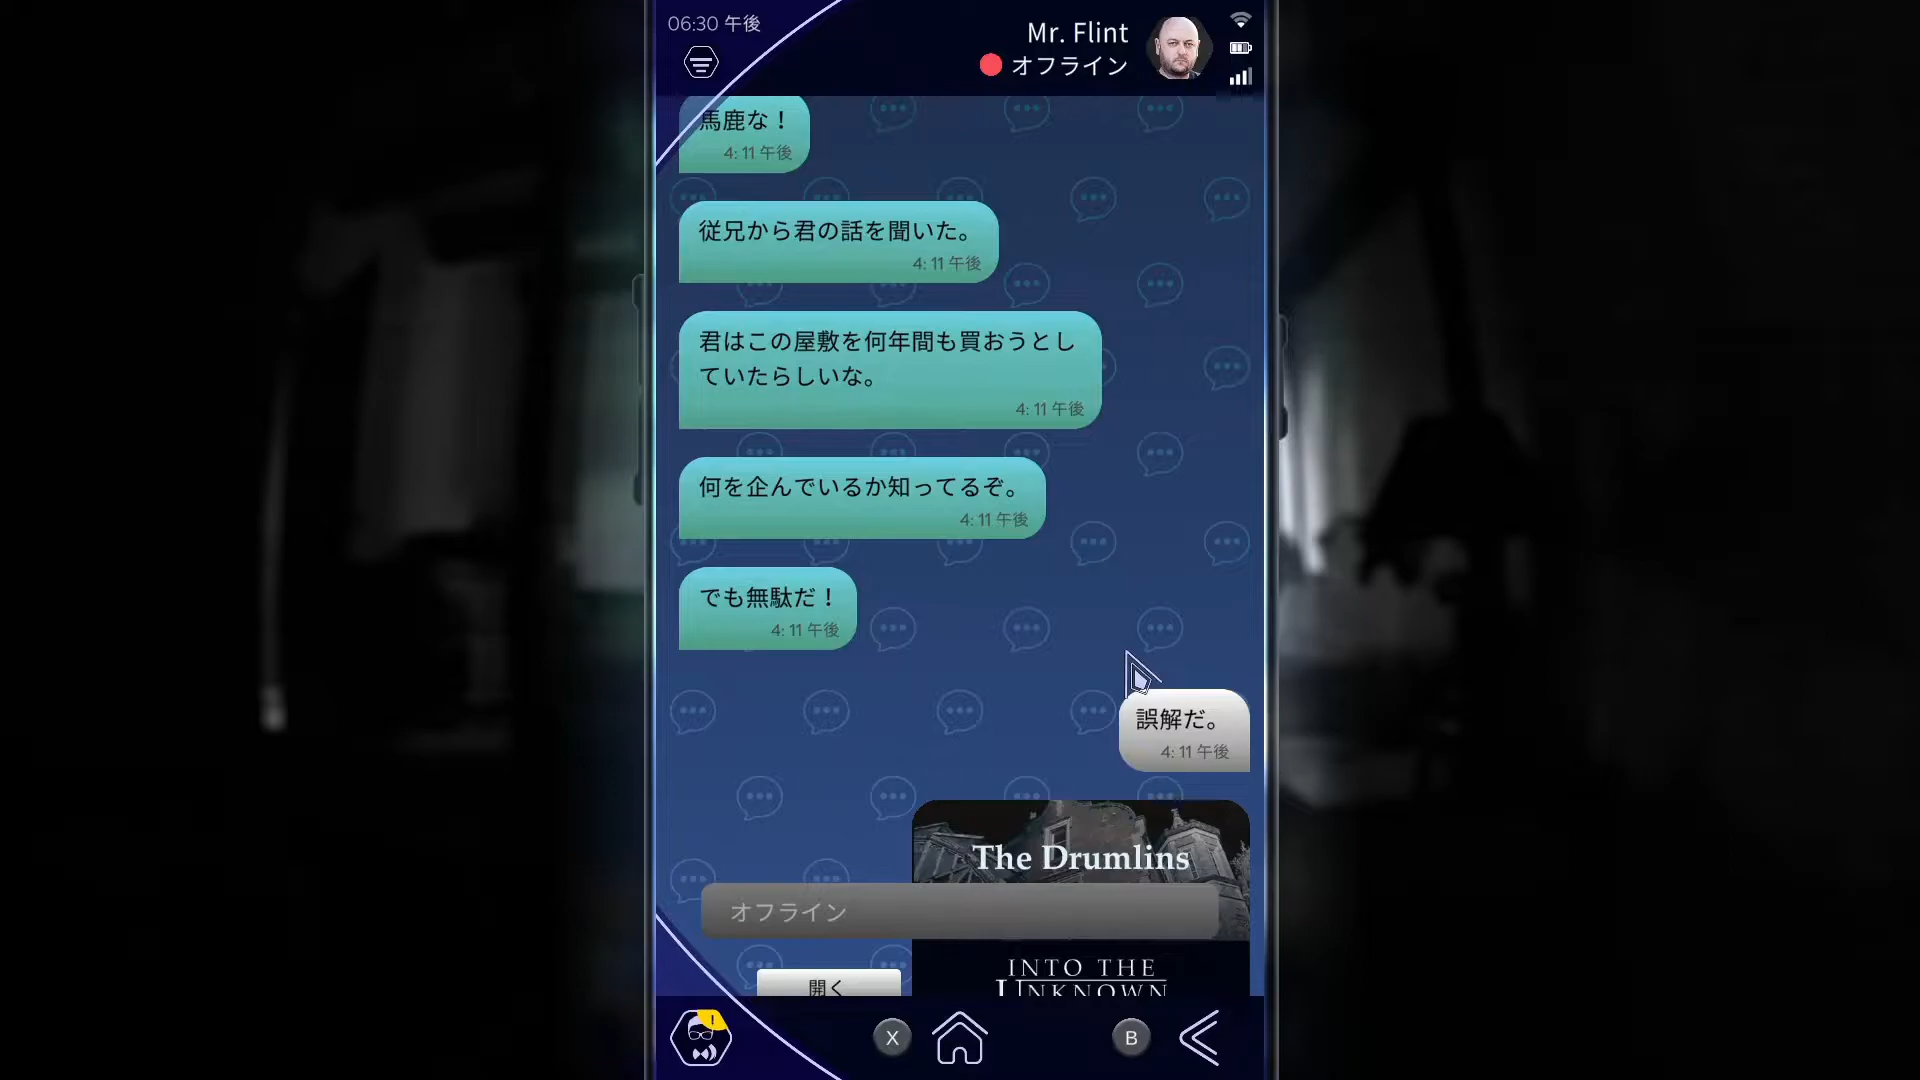 06:30 午後
Mr. Flint
オフライン
馬鹿な！
4:11 午後
従兄から君の話を聞いた。
4:11 午後
君はこの屋敷を何年間も買おうとし
ていたらしいな。
4:11 午後
何を企んでいるか知ってるぞ。
4:11 午後
でも無駄だ！
4:11 午後
誤解だ。
4:11 午後
The Drumlins
オフライン
INTO THE
UNKNOWN
開く
!
X
B